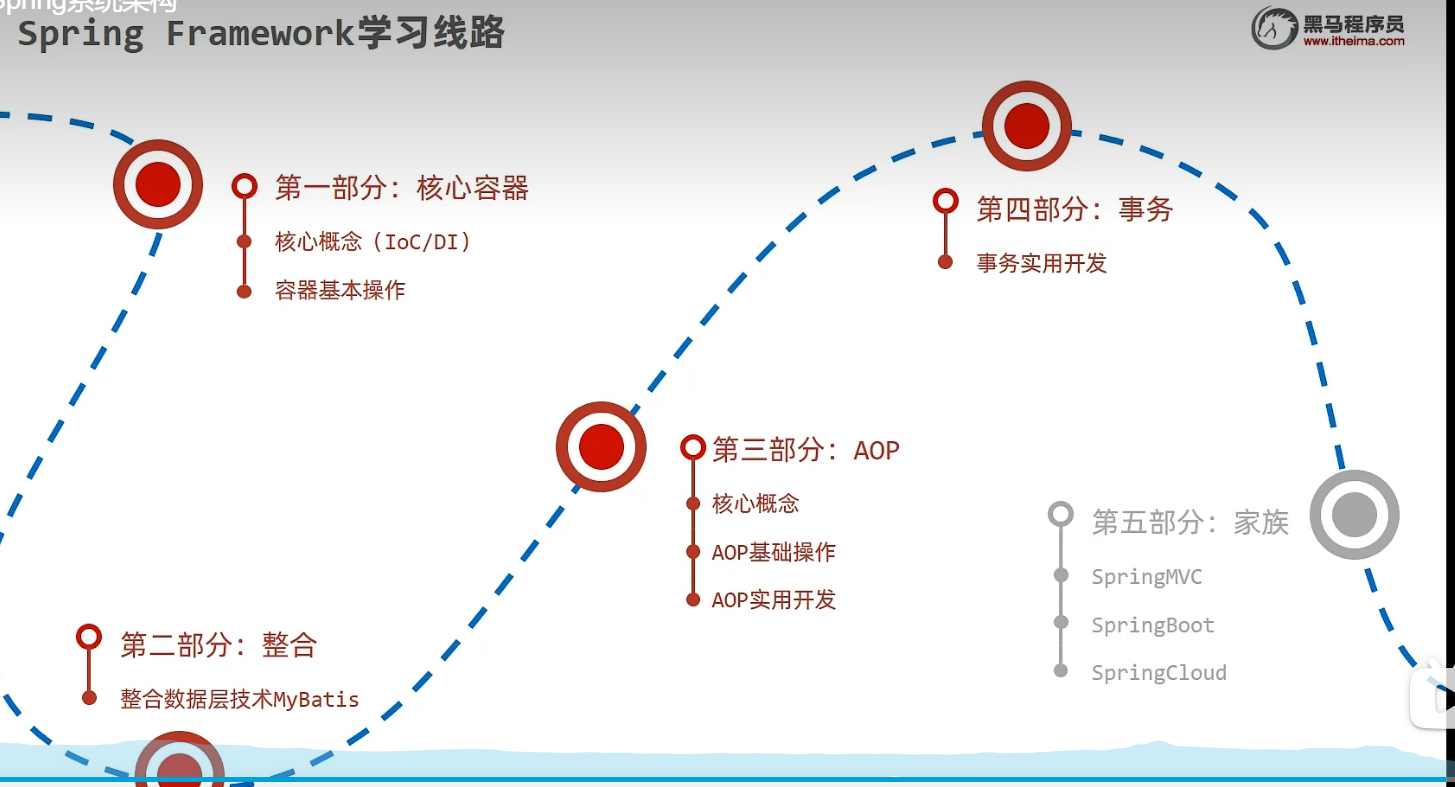 Spring系统架构
Spring Framework学习线路
黑马程序员
www.itheima.com
第一部分：核心容器
核心概念（IoC/DI）
容器基本操作
第二部分：整合
整合数据层技术MyBatis
第三部分：AOP
核心概念
AOP基础操作
AOP实用开发
第四部分：事务
事务实用开发
第五部分：家族
SpringMVC
SpringBoot
SpringCloud